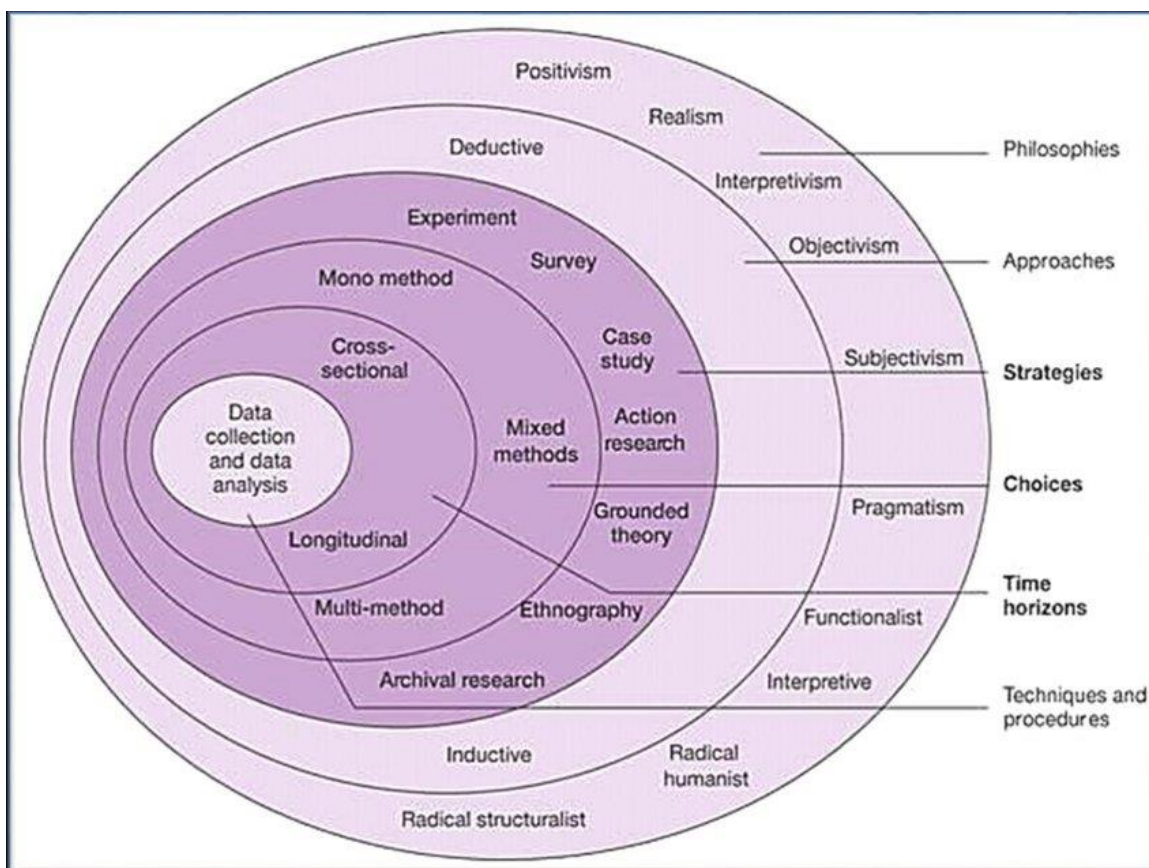 Positivism
Realism
Philosophies
Deductive
Interpretivism
Experiment
Objectivism
Survey
Approaches
Mono method
Case
study
Cross-
sectional
Subjectivism
Strategies
Data
collection
and data
analysis
Mixed
methods
Action
research
Choices
Pragmatism
Grounded
theory
Longitudinal
Time
horizons
Multi-method
Ethnography
Functionalist
Archival research
Interpretive
Techniques and
procedures
Inductive
Radical
humanist
Radical structuralist